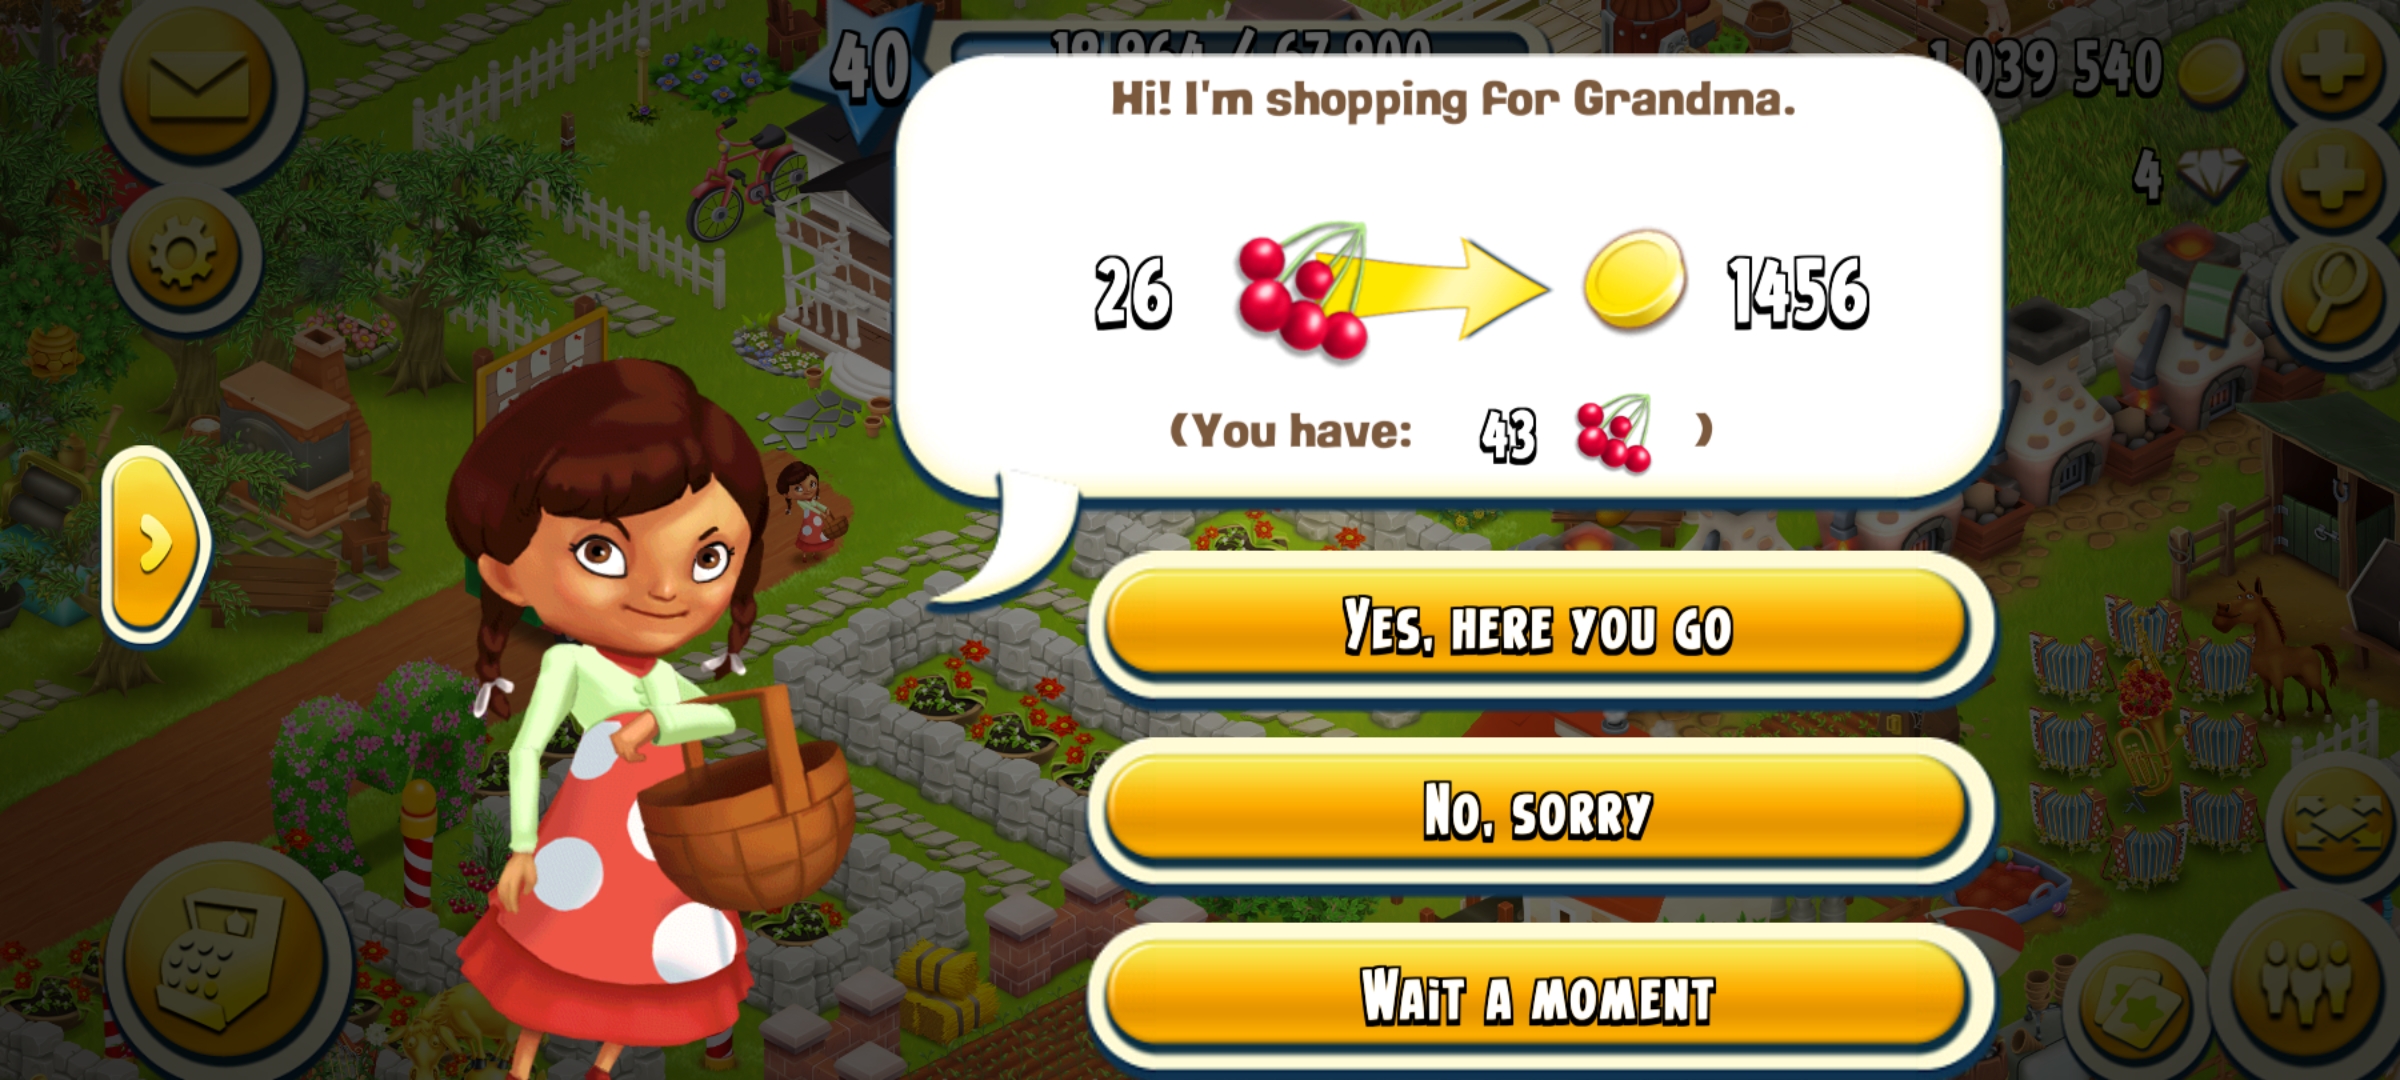 40
1 039 540
4
Hi! I'm shopping for Grandma.
26
1456
(You have: 43 )
Yes, here you go
No, sorry
Wait a moment